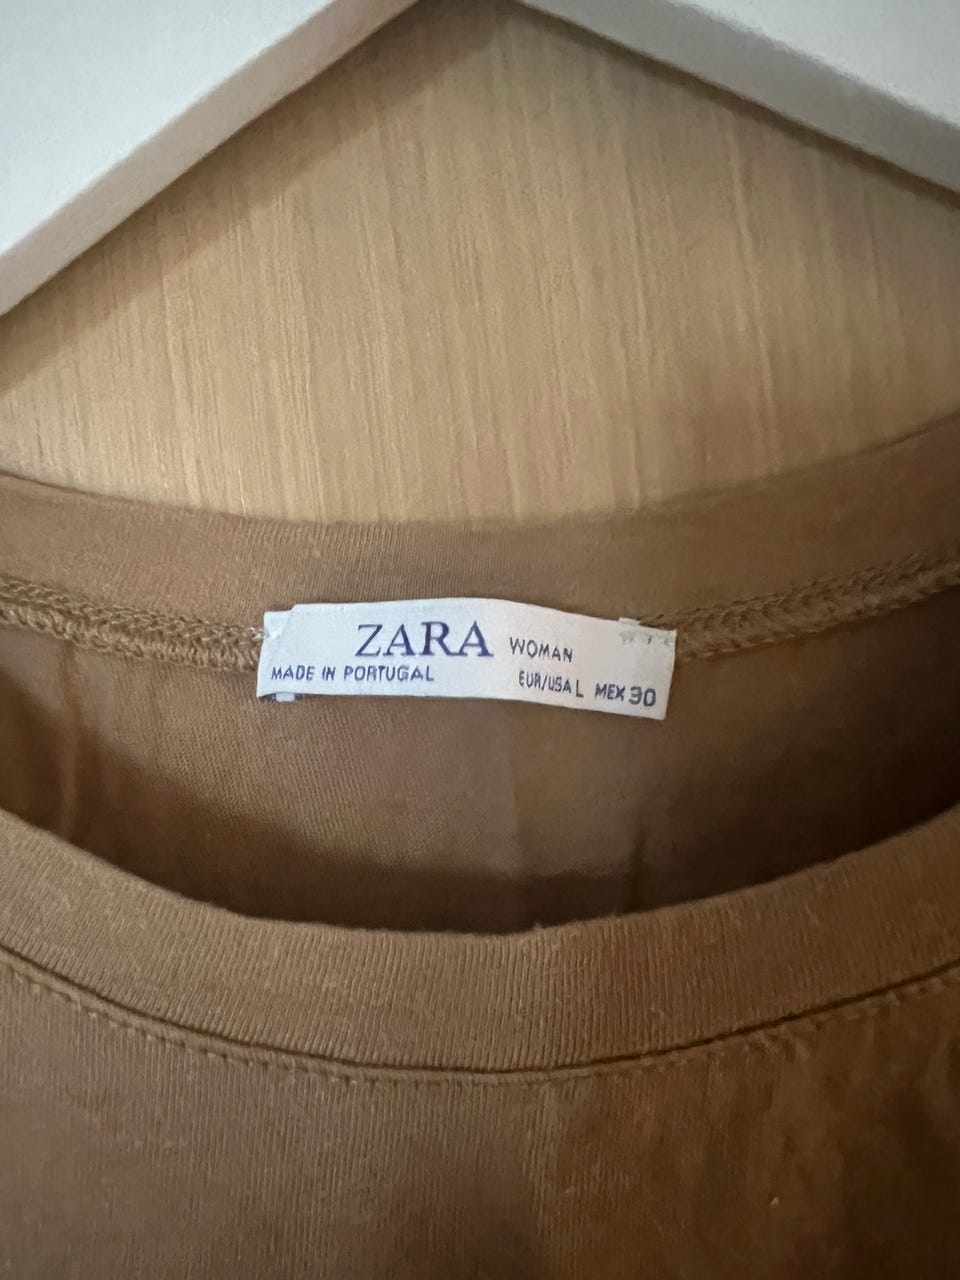 ZARA WOMAN
MADE IN PORTUGAL
EUR/USA L MEX 30